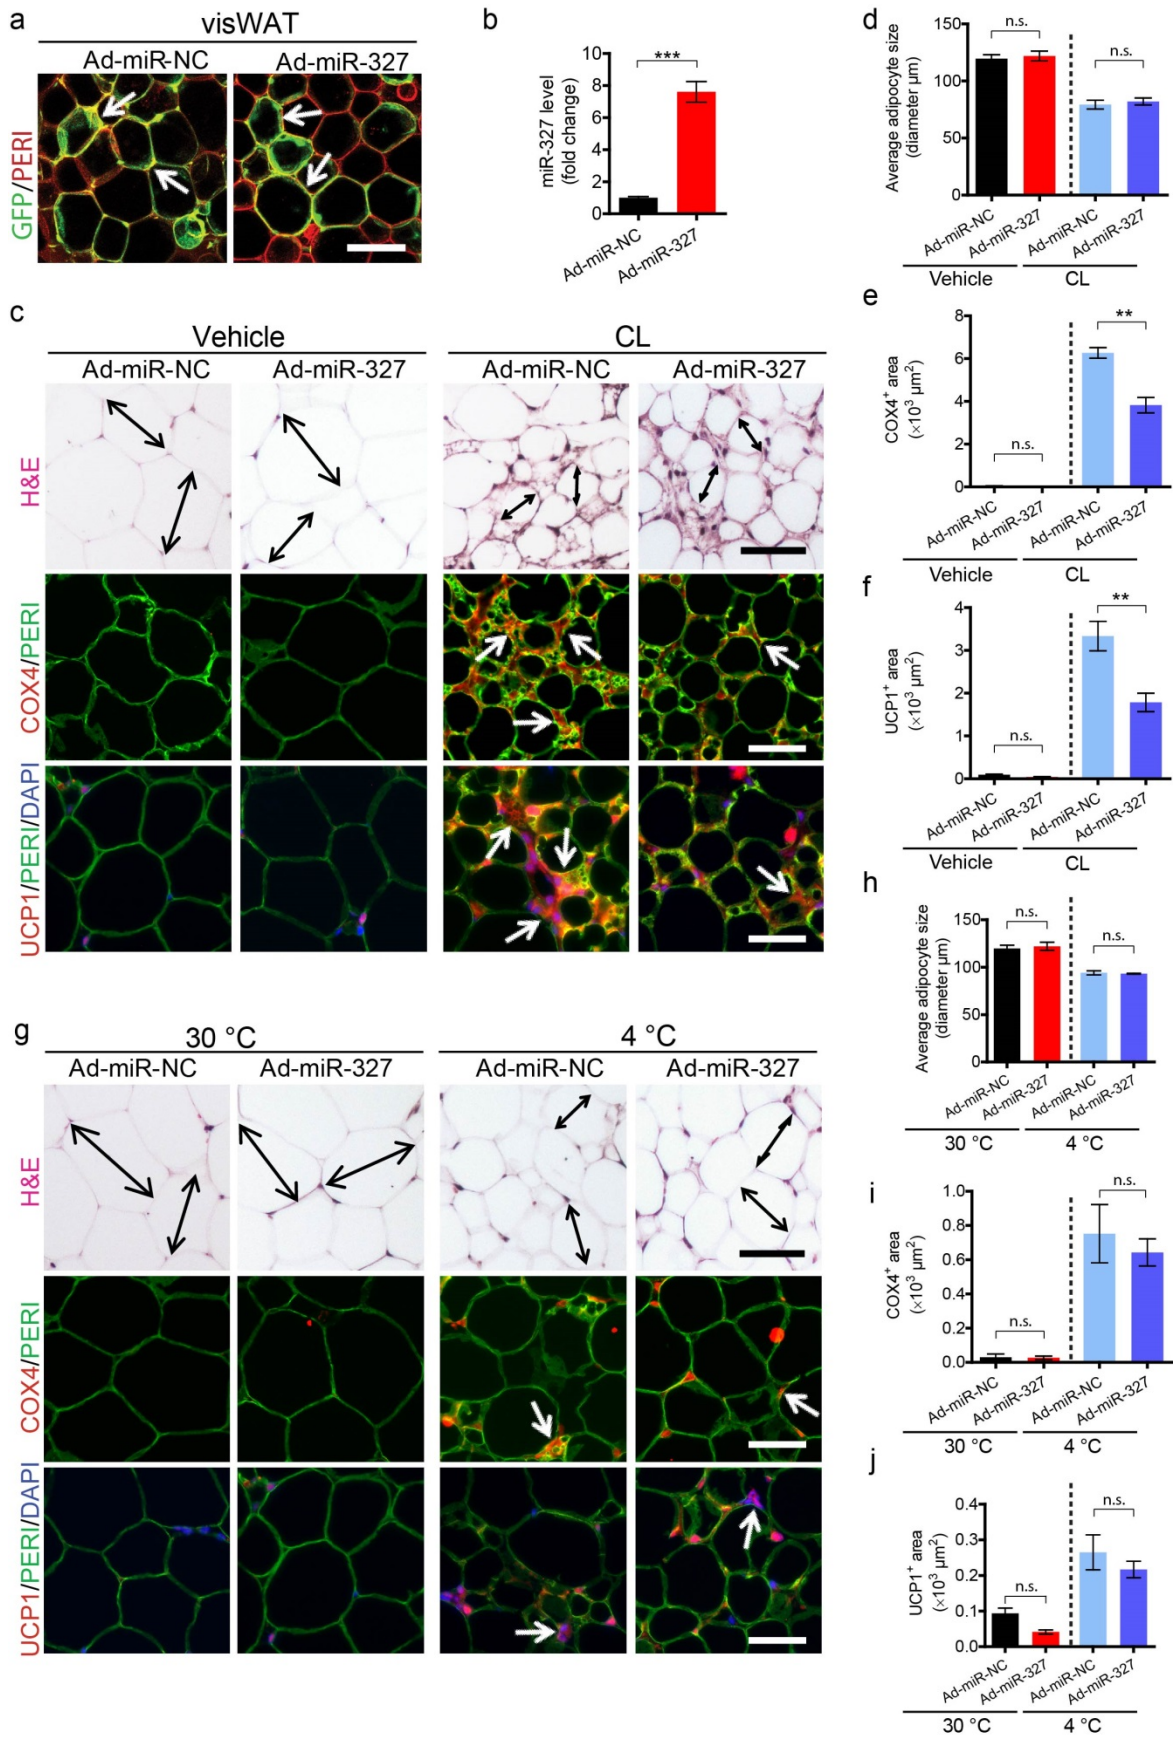 a
visWAT
Ad-miR-NC
Ad-miR-327
GFP/PERI
b
miR-327 level
(fold change)
10
8
6
4
2
0
***
Ad-miR-NC
Ad-miR-327
c
Vehicle
CL
Ad-miR-NC
Ad-miR-327
Ad-miR-NC
Ad-miR-327
H&E
COX4/PERI
UCP1/PERI/DAPI
d
Average adipocyte size
(diameter µm)
150
100
50
0
n.s.
n.s.
Ad-miR-NC
Ad-miR-327
Ad-miR-NC
Ad-miR-327
Vehicle
CL
e
COX4⁺ area
(×10³ µm²)
8
6
4
2
0
n.s.
**
Ad-miR-NC
Ad-miR-327
Ad-miR-NC
Ad-miR-327
Vehicle
CL
f
UCP1⁺ area
(×10³ µm²)
4
3
2
1
0
n.s.
**
Ad-miR-NC
Ad-miR-327
Ad-miR-NC
Ad-miR-327
Vehicle
CL
g
30 °C
4 °C
Ad-miR-NC
Ad-miR-327
Ad-miR-NC
Ad-miR-327
H&E
COX4/PERI
UCP1/PERI/DAPI
h
Average adipocyte size
(diameter µm)
150
100
50
0
n.s.
n.s.
Ad-miR-NC
Ad-miR-327
Ad-miR-NC
Ad-miR-327
30 °C
4 °C
i
COX4⁺ area
(×10³ µm²)
1.0
0.8
0.6
0.4
0.2
0.0
n.s.
n.s.
Ad-miR-NC
Ad-miR-327
Ad-miR-NC
Ad-miR-327
30 °C
4 °C
j
UCP1⁺ area
(×10³ µm²)
0.4
0.3
0.2
0.1
0.0
n.s.
n.s.
Ad-miR-NC
Ad-miR-327
Ad-miR-NC
Ad-miR-327
30 °C
4 °C